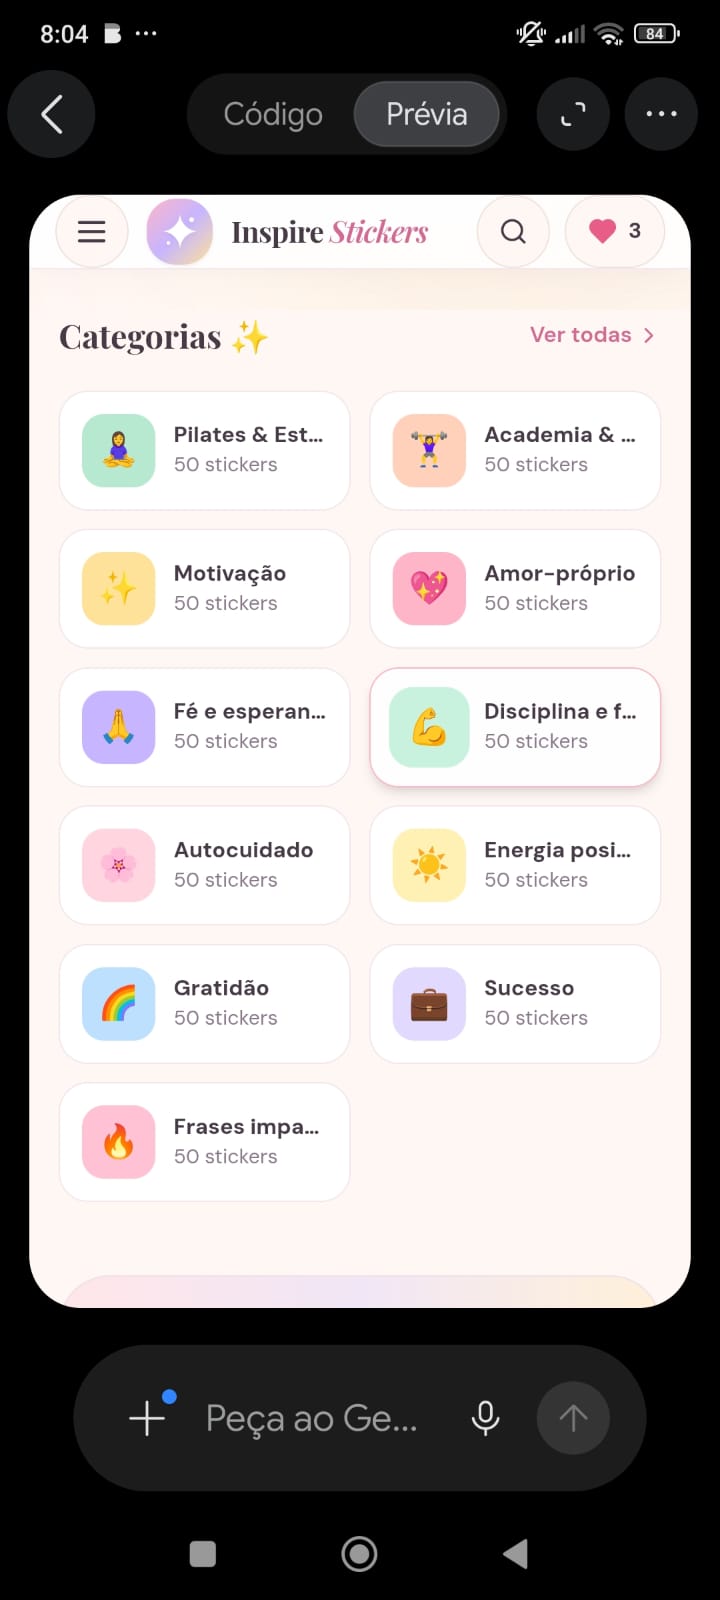 8:04
84
Código
Prévia
Inspire Stickers
3
Categorias ✨
Ver todas
Pilates & Est...
50 stickers
Academia & ...
50 stickers
Motivação
50 stickers
Amor-próprio
50 stickers
Fé e esperan...
50 stickers
Disciplina e f...
50 stickers
Autocuidado
50 stickers
Energia posi...
50 stickers
Gratidão
50 stickers
Sucesso
50 stickers
Frases impa...
50 stickers
Peça ao Ge...